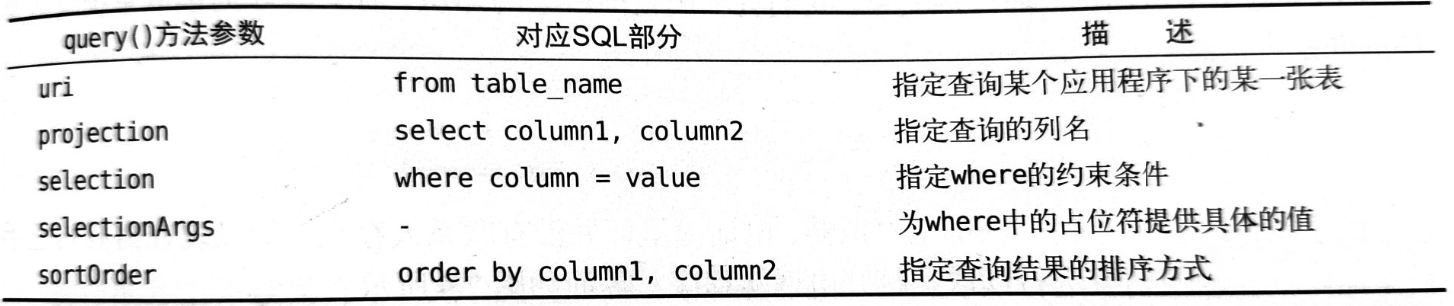 query()方法参数 对应SQL部分 描 述
uri from table_name 指定查询某个应用程序下的某一张表
projection select column1, column2 指定查询的列名
selection where column = value 指定where的约束条件
selectionArgs - 为where中的占位符提供具体的值
sortOrder order by column1, column2 指定查询结果的排序方式